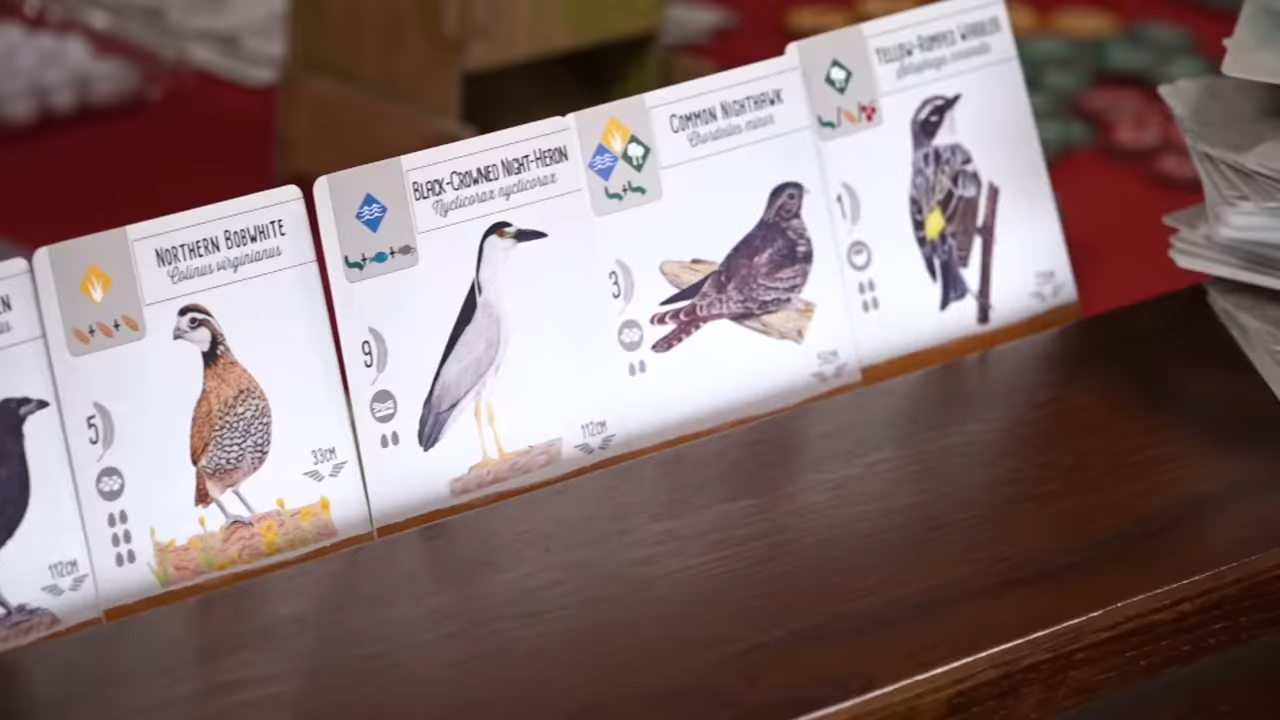 112CM
NORTHERN BOBWHITE
Colinus virginianus
5
33CM
BLACK-CROWNED NIGHT-HERON
Nycticorax nycticorax
9
112CM
COMMON NIGHTHAWK
Chordeiles minor
3
YELLOW-RUMPED WARBLER
1